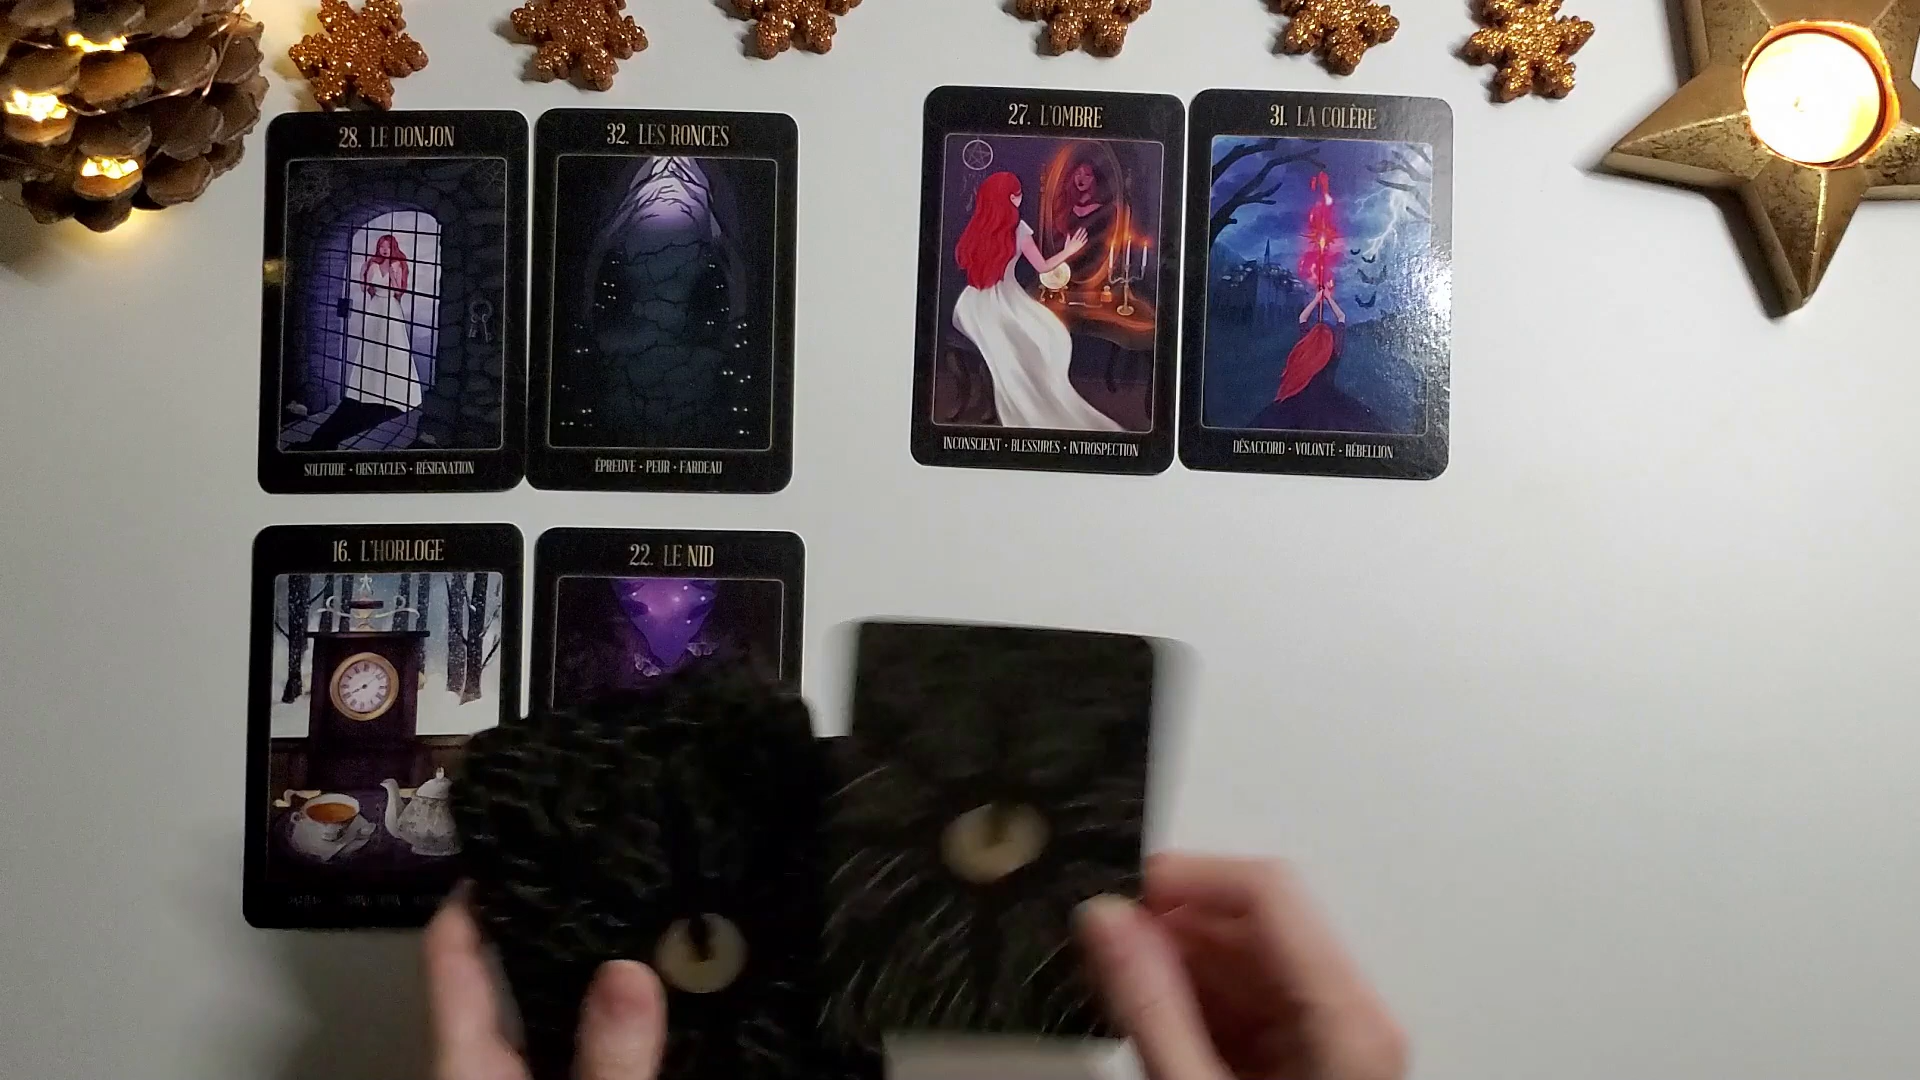 28. LE DONJON
SOLITUDE • OBSTACLES • RÉSIGNATION
32. LES RONCES
ÉPREUVE • PEUR • FARDEAU
27. L'OMBRE
INCONSCIENT • BLESSURES • INTROSPECTION
31. LA COLÈRE
DÉSACCORD • VOLONTÉ • RÉBELLION
16. L'HORLOGE
22. LE NID